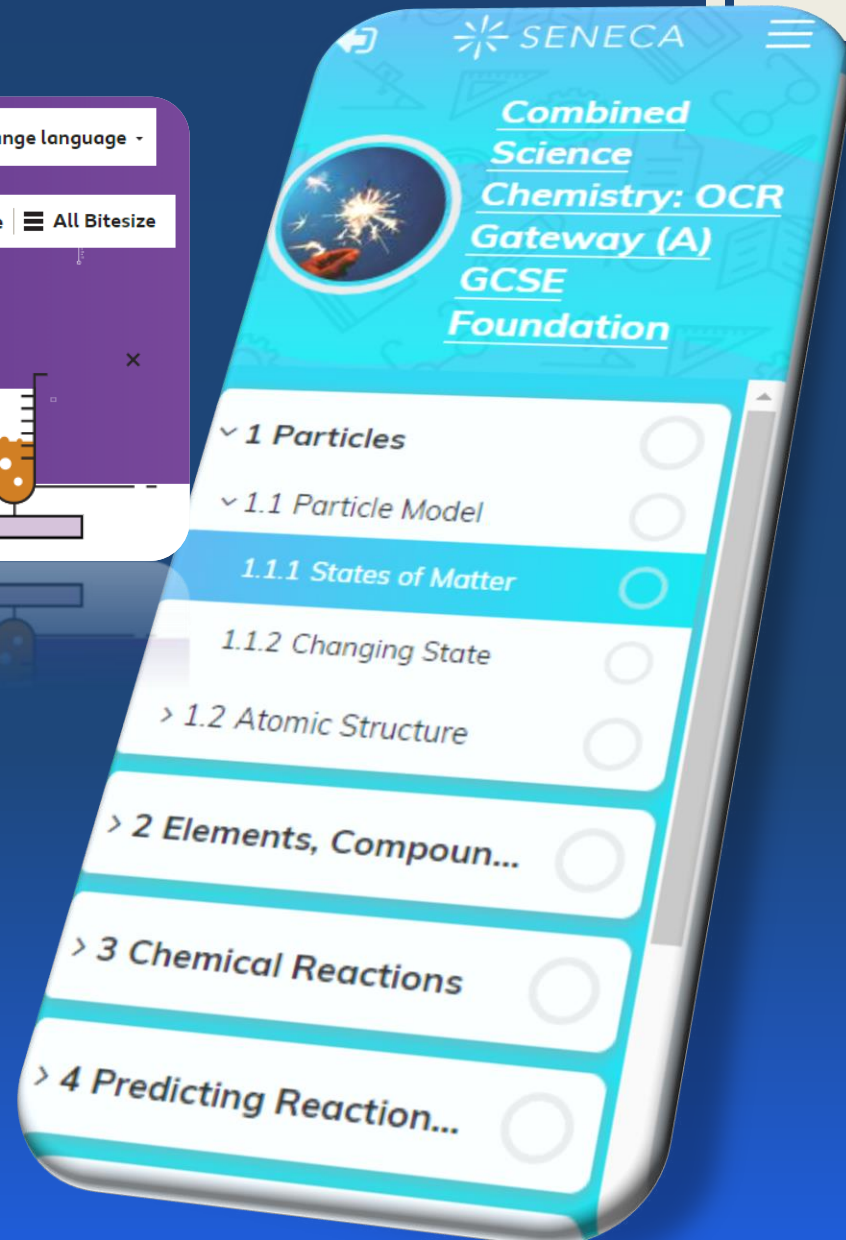 SENECA
Combined
Science
Chemistry: OCR
Gateway (A)
GCSE
Foundation
1 Particles
1.1 Particle Model
1.1.1 States of Matter
1.1.2 Changing State
1.2 Atomic Structure
2 Elements, Compoun...
3 Chemical Reactions
4 Predicting Reaction...
language
All Bitesize